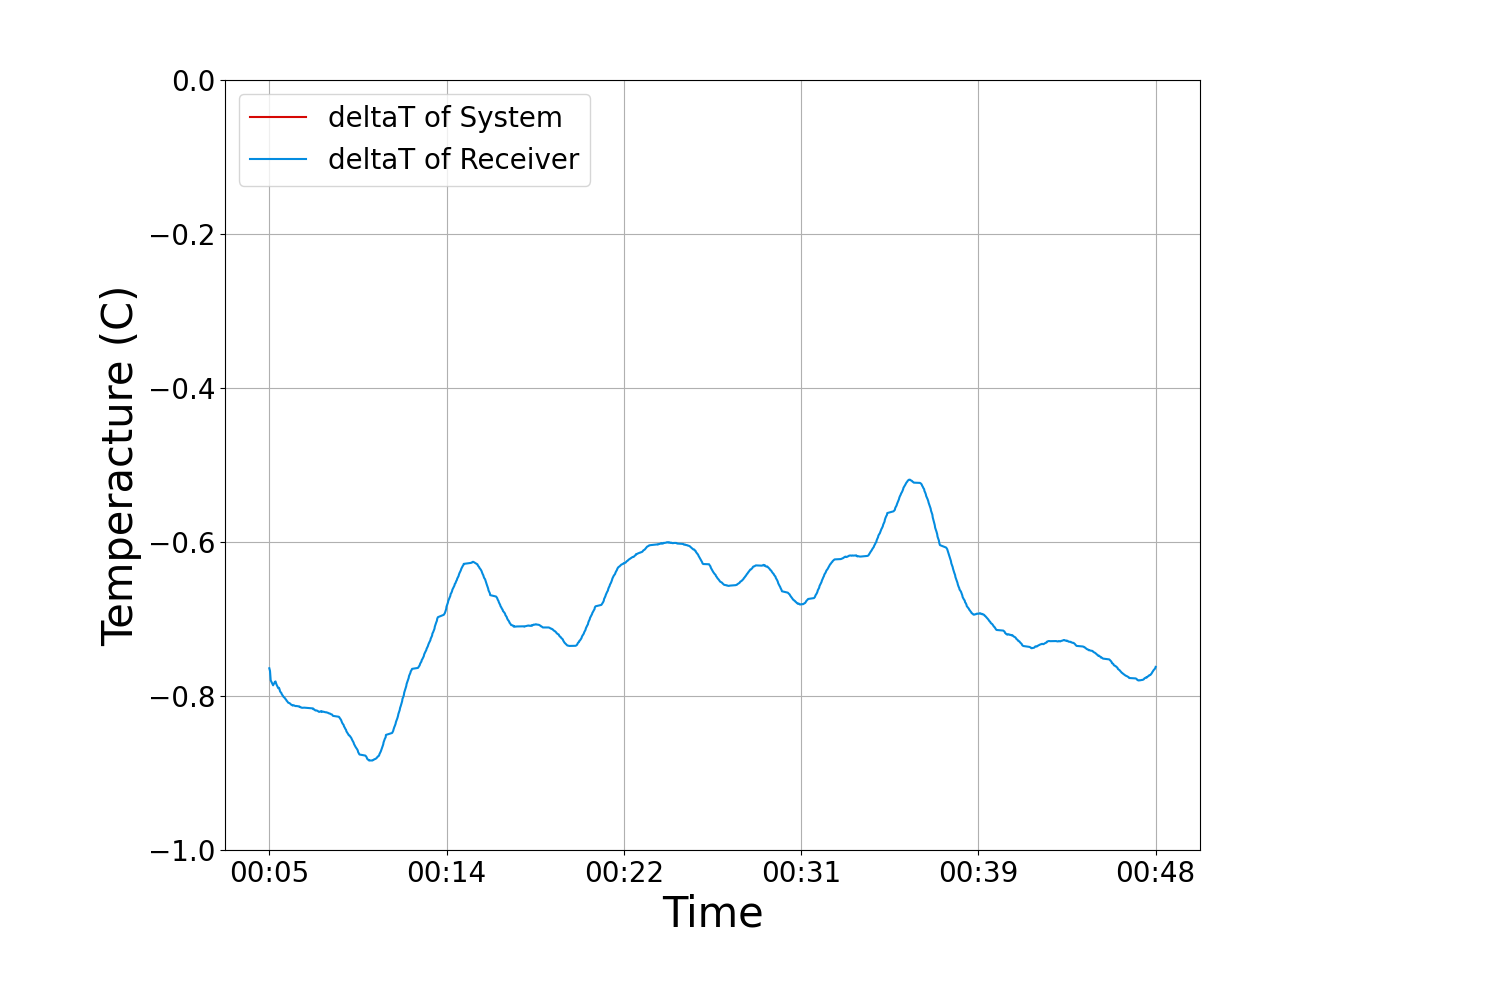 deltaT of System
deltaT of Receiver
0.0
−0.2
−0.4
−0.6
−0.8
−1.0
Temperacture (C)
00:05 00:14 00:22 00:31 00:39 00:48
Time